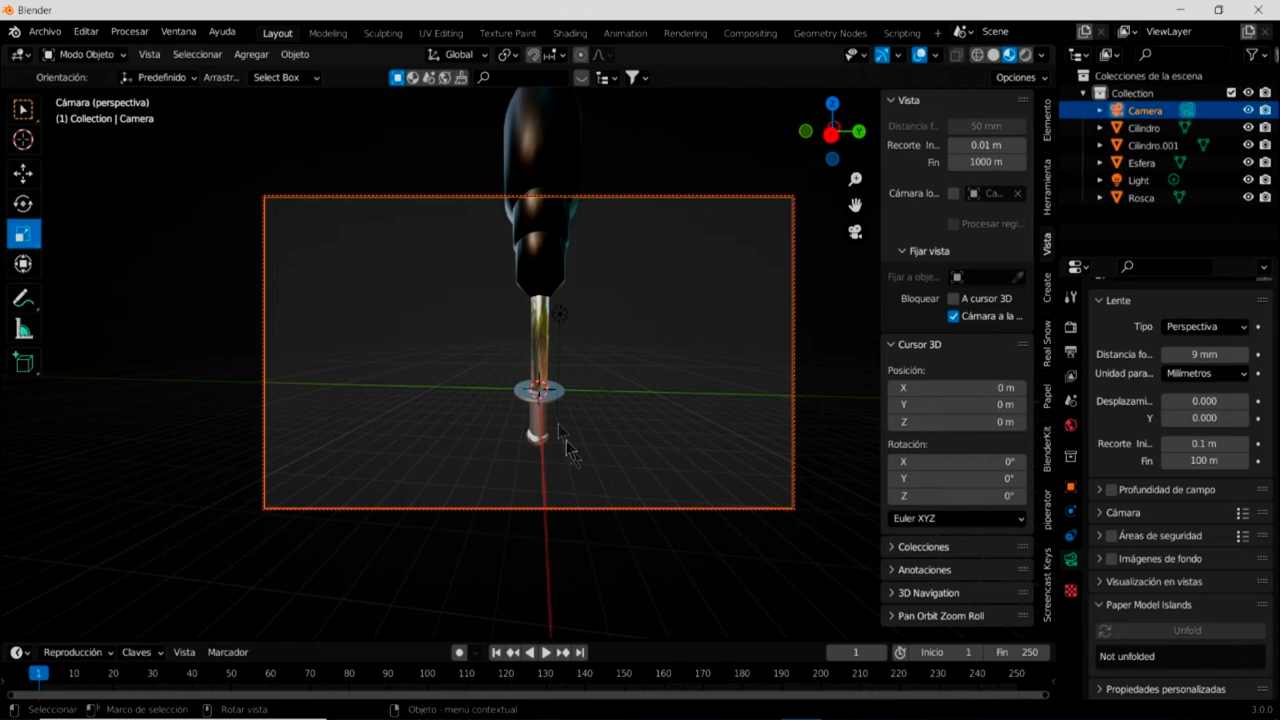 Blender
Archivo Editar Procesar Ventana Ayuda Layout Modeling Sculpting UV Editing Texture Paint Shading Animation Rendering Compositing Geometry Nodes Scripting + Scene ViewLayer
Modo Objeto Vista Seleccionar Agregar Objeto Global
Orientación: Predefinido Arrastr... Select Box Opciones
Cámara (perspectiva)
(1) Collection | Camera
Z
Y
Vista
Distancia f... 50 mm
Recorte Ini... 0.01 m
Fin 1000 m
Cámara lo... Ca...
Procesar regi...
Fijar vista
Fijar a obje...
Bloquear A cursor 3D
Cámara a la ...
Cursor 3D
Posición:
X 0 m
Y 0 m
Z 0 m
Rotación:
X 0°
Y 0°
Z 0°
Euler XYZ
Colecciones
Anotaciones
3D Navigation
Pan Orbit Zoom Roll
Elemento
Herramienta
Vista
Create
Real Snow
Papel
BlenderKit
piperator
Screencast Keys
Colecciones de la escena
Collection
Camera
Cilindro
Cilindro.001
Esfera
Light
Rosca
Lente
Tipo Perspectiva
Distancia fo... 9 mm
Unidad para... Milímetros
Desplazami... 0.000
Y 0.000
Recorte Ini... 0.1 m
Fin 100 m
Profundidad de campo
Cámara
Áreas de seguridad
Imágenes de fondo
Visualización en vistas
Paper Model Islands
Unfold
Not unfolded
Propiedades personalizadas
Reproducción Claves Vista Marcador 1 Inicio 1 Fin 250
1 10 20 30 40 50 60 70 80 90 100 110 120 130 140 150 160 170 180 190 200 210 220 230 240 250
Seleccionar Marco de selección Rotar vista Objeto - menú contextual 3.0.0